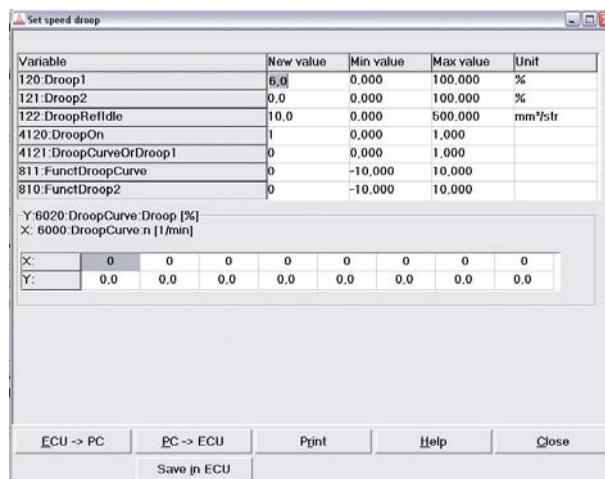 Set speed droop
Variable New value Min value Max value Unit
120:Droop1 6,0 0,000 100,000 %
121:Droop2 0,0 0,000 100,000 %
122:DroopRefIdle 10,0 0,000 500,000 mm³/str
4120:DroopOn 1 0,000 1,000
4121:DroopCurveOrDroop1 0 0,000 1,000
811:FunctDroopCurve 0 -10,000 10,000
810:FunctDroop2 0 -10,000 10,000
Y:6020:DroopCurve:Droop [%]
X: 6000:DroopCurve:n [1/min]
X: 0 0 0 0 0 0 0 0
Y: 0,0 0,0 0,0 0,0 0,0 0,0 0,0 0,0
ECU -> PC PC -> ECU Print Help Close
Save in ECU